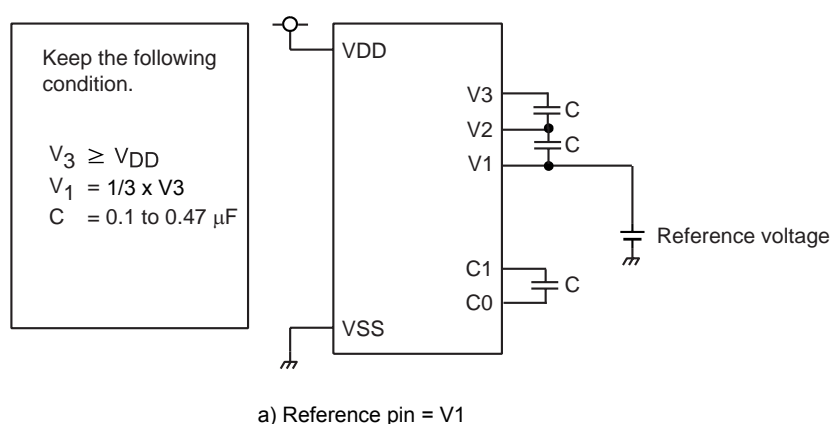 Keep the following
condition.
V3 ≥ VDD
V1 = 1/3 x V3
C = 0.1 to 0.47 μF
VDD
V3
C
V2
C
V1
Reference voltage
C1
C
C0
VSS
a) Reference pin = V1